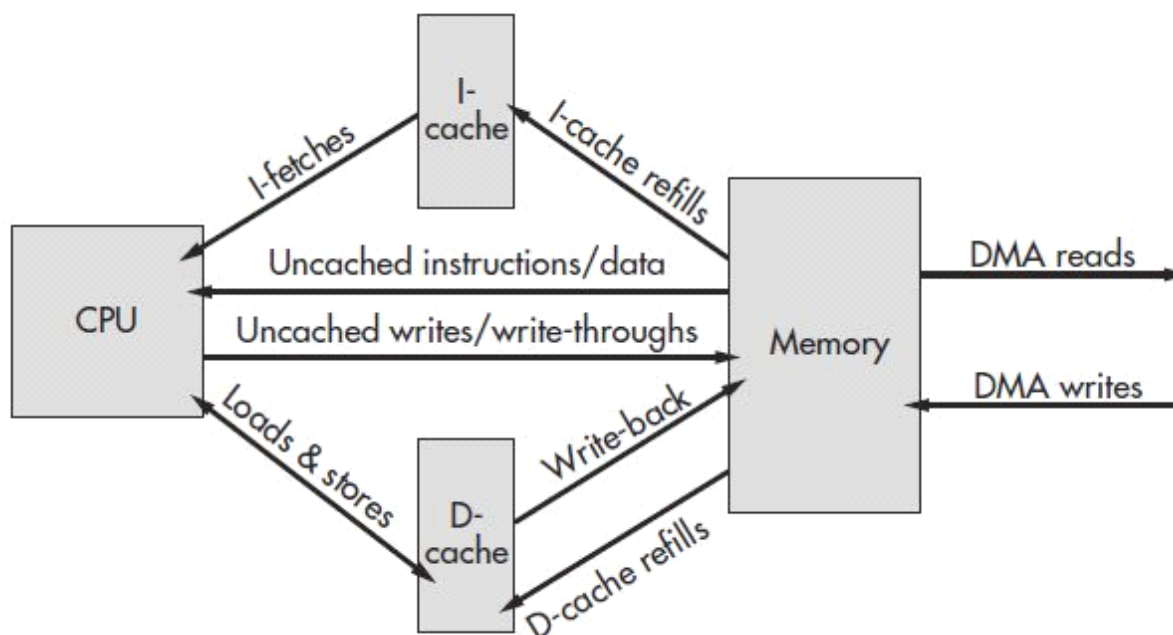 I-
cache
I-fetches
I-cache refills
Uncached instructions/data
DMA reads
CPU
Uncached writes/write-throughs
Memory
DMA writes
Loads & stores
Write-back
D-
cache
D-cache refills